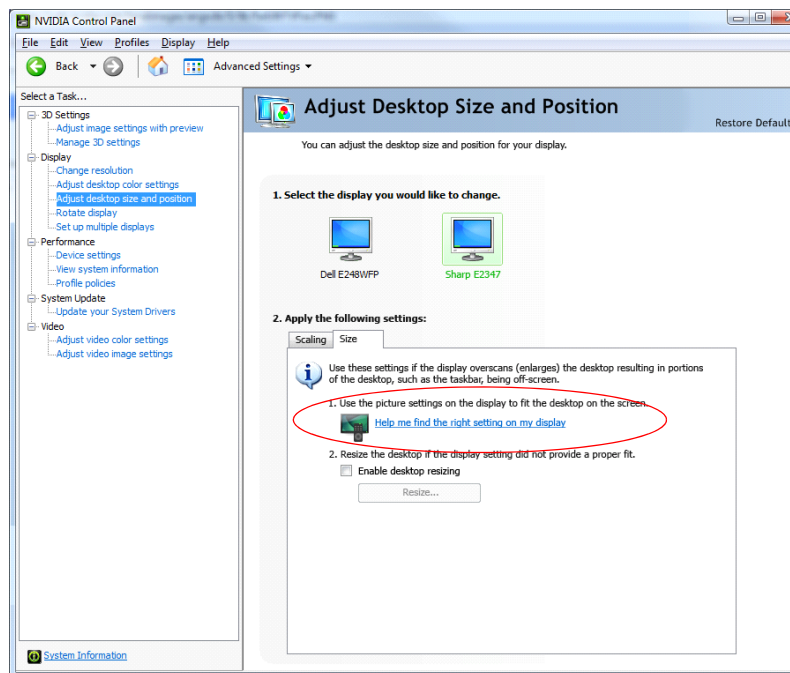 NVIDIA Control Panel
File Edit View Profiles Display Help
Back Advanced Settings
Select a Task...
3D Settings
Adjust image settings with preview
Manage 3D settings
Display
Change resolution
Adjust desktop color settings
Adjust desktop size and position
Rotate display
Set up multiple displays
Performance
Device settings
View system information
Profile policies
System Update
Update your System Drivers
Video
Adjust video color settings
Adjust video image settings
System Information
Adjust Desktop Size and Position
Restore Default
You can adjust the desktop size and position for your display.
1. Select the display you would like to change.
Dell E248WFP Sharp E2347
2. Apply the following settings:
Scaling Size
Use these settings if the display overscans (enlarges) the desktop resulting in portions
of the desktop, such as the taskbar, being off-screen.
1. Use the picture settings on the display to fit the desktop on the screen.
Help me find the right setting on my display
2. Resize the desktop if the display setting did not provide a proper fit.
Enable desktop resizing
Resize...